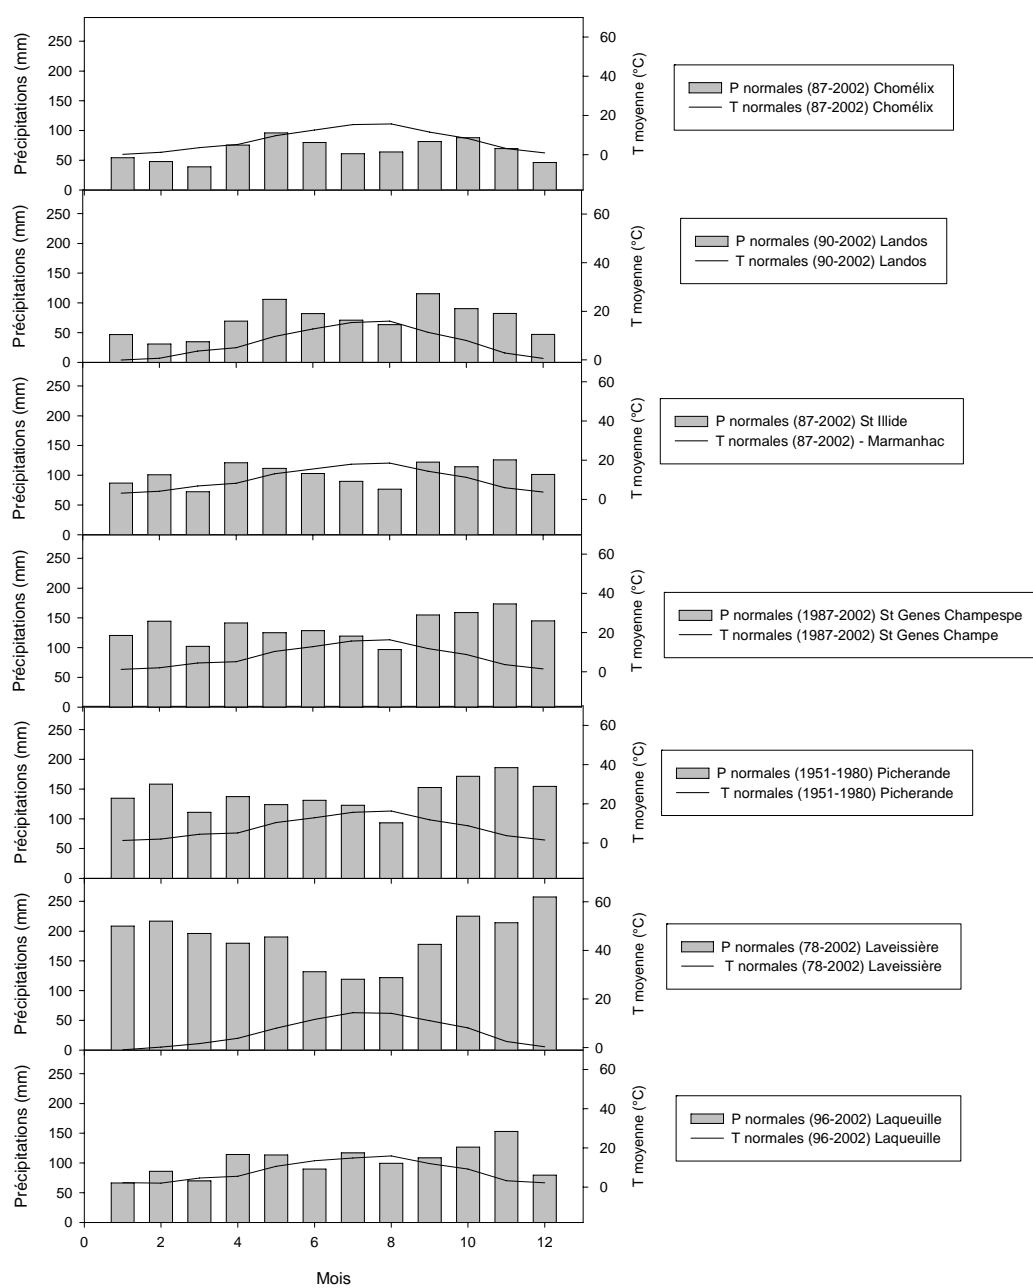 Précipitations (mm)
250
200
150
100
50
0
60
40
20
0
T moyenne (°C)
P normales (87-2002) Chomélix
T normales (87-2002) Chomélix
Précipitations (mm)
250
200
150
100
50
0
60
40
20
0
T moyenne (°C)
P normales (90-2002) Landos
T normales (90-2002) Landos
Précipitations (mm)
250
200
150
100
50
0
60
40
20
0
T moyenne (°C)
P normales (87-2002) St Illide
T normales (87-2002) - Marmanhac
Précipitations (mm)
250
200
150
100
50
0
60
40
20
0
T moyenne (°C)
P normales (1987-2002) St Genes Champespe
T normales (1987-2002) St Genes Champe
Précipitations (mm)
250
200
150
100
50
0
60
40
20
0
T moyenne (°C)
P normales (1951-1980) Picherande
T normales (1951-1980) Picherande
Précipitations (mm)
250
200
150
100
50
0
60
40
20
0
T moyenne (°C)
P normales (78-2002) Laveissière
T normales (78-2002) Laveissière
Précipitations (mm)
250
200
150
100
50
0
60
40
20
0
T moyenne (°C)
P normales (96-2002) Laqueuille
T normales (96-2002) Laqueuille
0 2 4 6 8 10 12
Mois